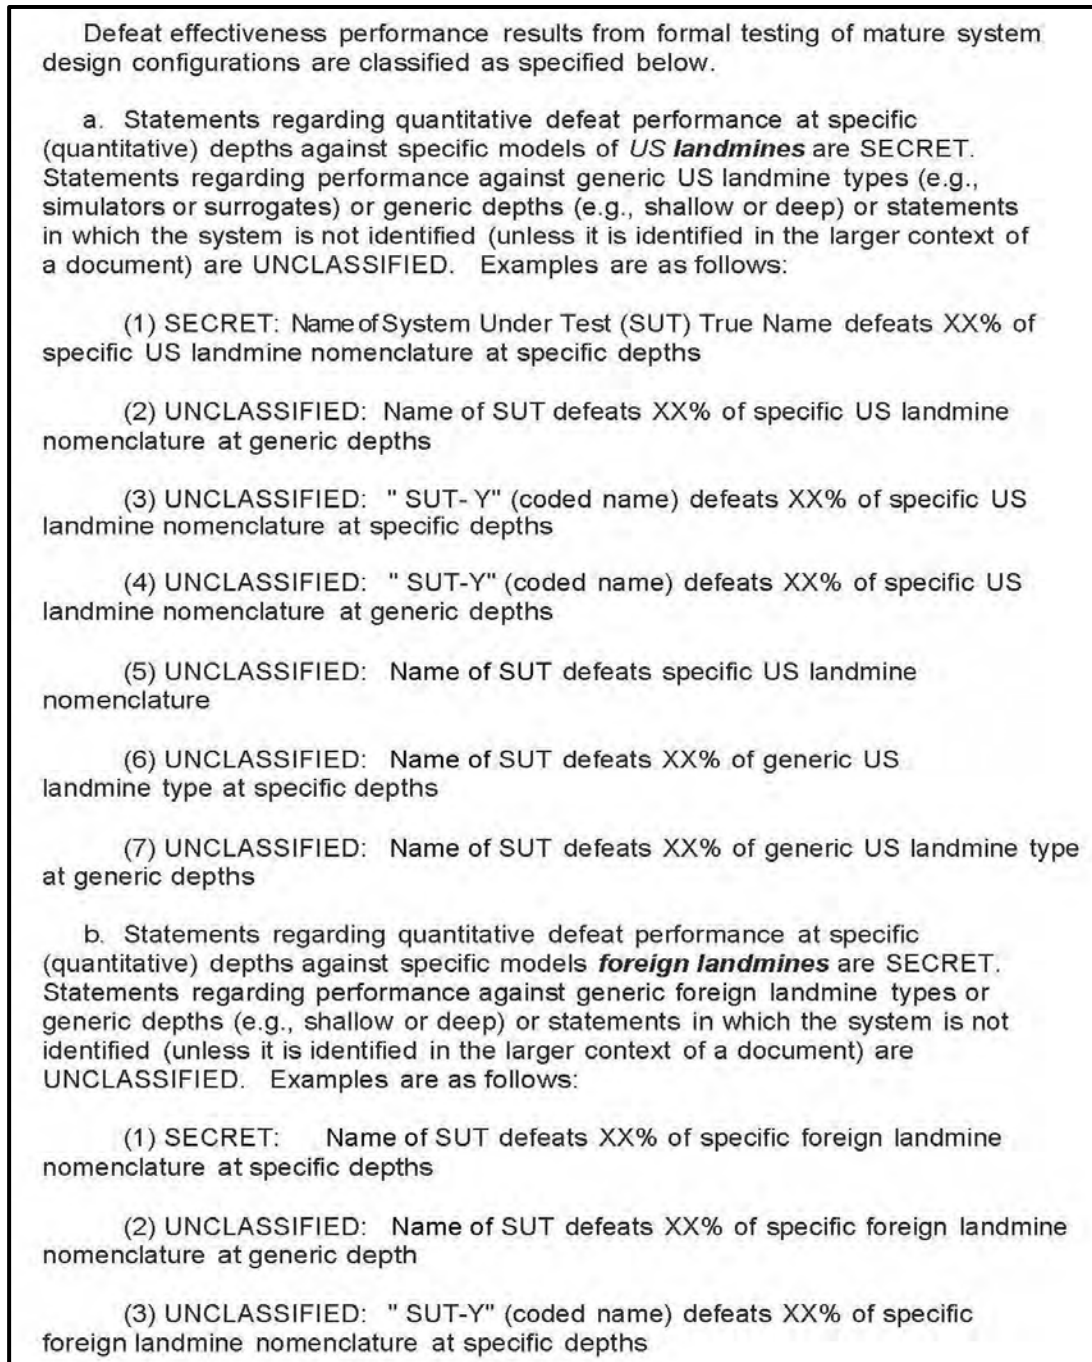 Defeat effectiveness performance results from formal testing of mature system
design configurations are classified as specified below.
a. Statements regarding quantitative defeat performance at specific
(quantitative) depths against specific models of US landmines are SECRET.
Statements regarding performance against generic US landmine types (e.g.,
simulators or surrogates) or generic depths (e.g., shallow or deep) or statements
in which the system is not identified (unless it is identified in the larger context of
a document) are UNCLASSIFIED. Examples are as follows:
(1) SECRET: Name of System Under Test (SUT) True Name defeats XX% of
specific US landmine nomenclature at specific depths
(2) UNCLASSIFIED: Name of SUT defeats XX% of specific US landmine
nomenclature at generic depths
(3) UNCLASSIFIED: " SUT- Y" (coded name) defeats XX% of specific US
landmine nomenclature at specific depths
(4) UNCLASSIFIED: " SUT-Y" (coded name) defeats XX% of specific US
landmine nomenclature at generic depths
(5) UNCLASSIFIED: Name of SUT defeats specific US landmine
nomenclature
(6) UNCLASSIFIED: Name of SUT defeats XX% of generic US
landmine type at specific depths
(7) UNCLASSIFIED: Name of SUT defeats XX% of generic US landmine type
at generic depths
b. Statements regarding quantitative defeat performance at specific
(quantitative) depths against specific models foreign landmines are SECRET.
Statements regarding performance against generic foreign landmine types or
generic depths (e.g., shallow or deep) or statements in which the system is not
identified (unless it is identified in the larger context of a document) are
UNCLASSIFIED. Examples are as follows:
(1) SECRET: Name of SUT defeats XX% of specific foreign landmine
nomenclature at specific depths
(2) UNCLASSIFIED: Name of SUT defeats XX% of specific foreign landmine
nomenclature at generic depth
(3) UNCLASSIFIED: " SUT-Y" (coded name) defeats XX% of specific
foreign landmine nomenclature at specific depths